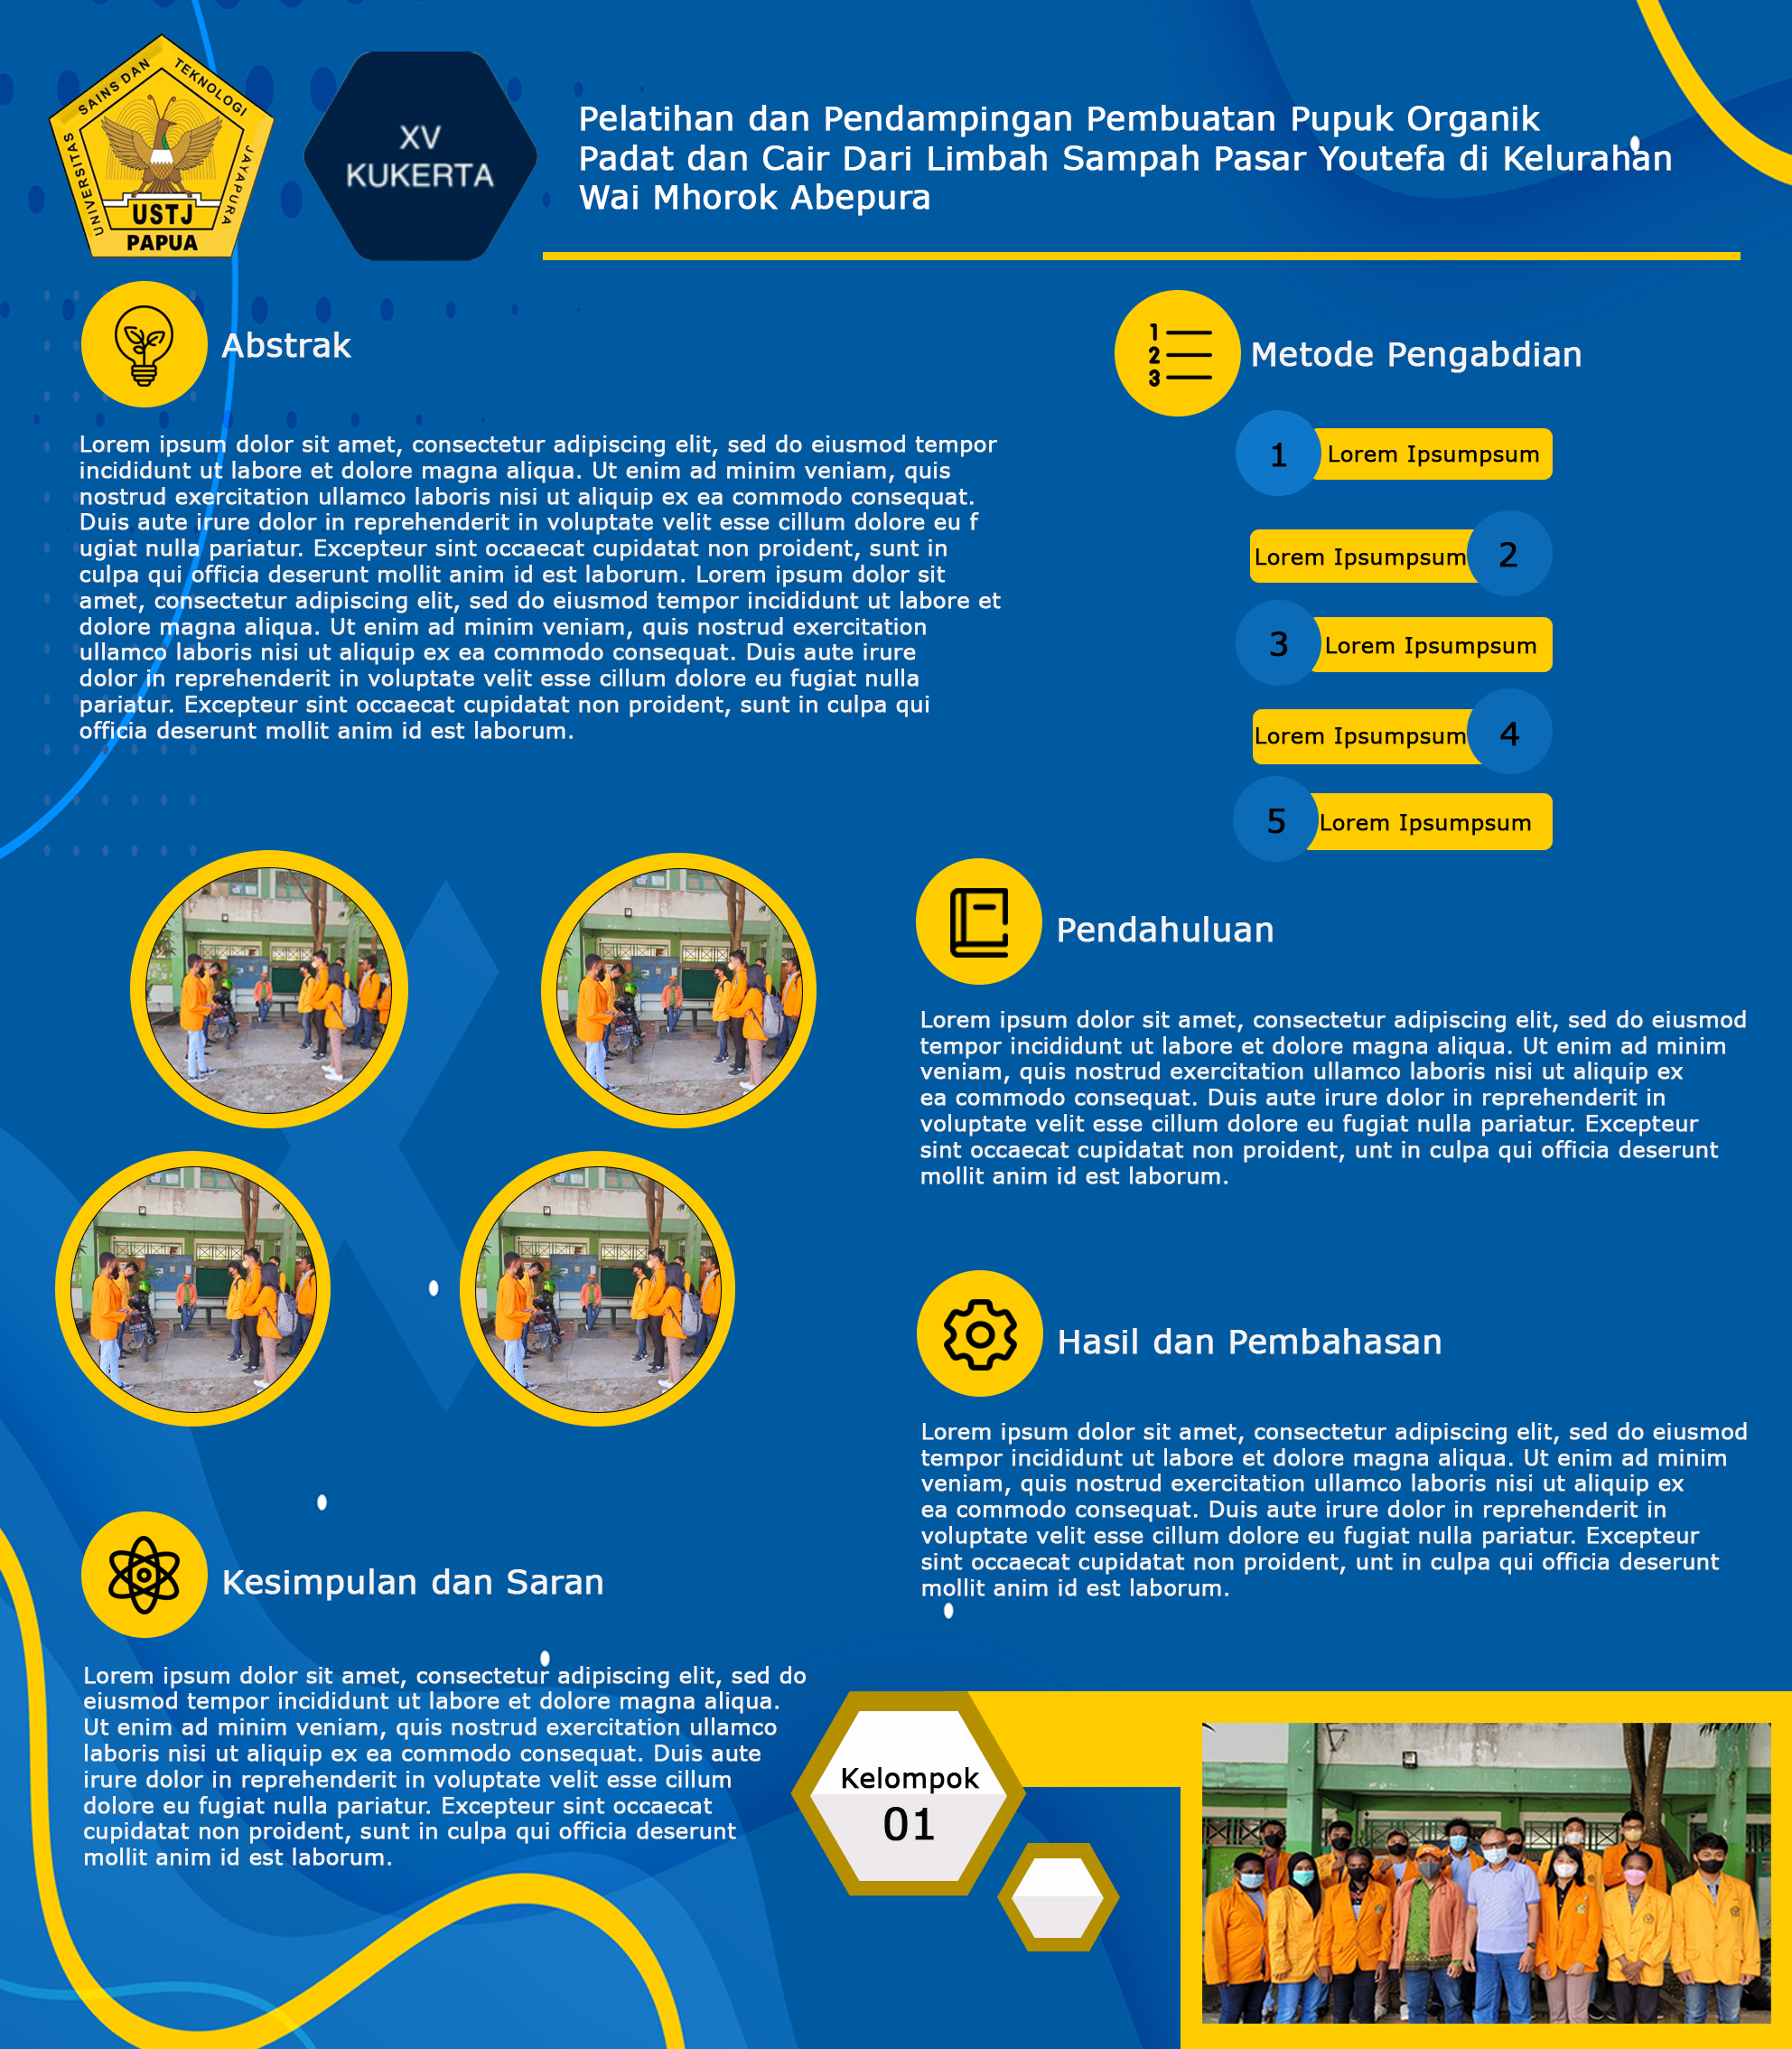 UNIVERSITAS SAINS DAN TEKNOLOGI JAYAPURA
USTJ
PAPUA
XV
KUKERTA
Pelatihan dan Pendampingan Pembuatan Pupuk Organik
Padat dan Cair Dari Limbah Sampah Pasar Youtefa di Kelurahan
Wai Mhorok Abepura
Abstrak
Lorem ipsum dolor sit amet, consectetur adipiscing elit, sed do eiusmod tempor
incididunt ut labore et dolore magna aliqua. Ut enim ad minim veniam, quis
nostrud exercitation ullamco laboris nisi ut aliquip ex ea commodo consequat.
Duis aute irure dolor in reprehenderit in voluptate velit esse cillum dolore eu f
ugiat nulla pariatur. Excepteur sint occaecat cupidatat non proident, sunt in
culpa qui officia deserunt mollit anim id est laborum. Lorem ipsum dolor sit
amet, consectetur adipiscing elit, sed do eiusmod tempor incididunt ut labore et
dolore magna aliqua. Ut enim ad minim veniam, quis nostrud exercitation
ullamco laboris nisi ut aliquip ex ea commodo consequat. Duis aute irure
dolor in reprehenderit in voluptate velit esse cillum dolore eu fugiat nulla
pariatur. Excepteur sint occaecat cupidatat non proident, sunt in culpa qui
officia deserunt mollit anim id est laborum.
1
2
3
Metode Pengabdian
1 Lorem Ipsumpsum
Lorem Ipsumpsum 2
3 Lorem Ipsumpsum
Lorem Ipsumpsum 4
5 Lorem Ipsumpsum
Pendahuluan
Lorem ipsum dolor sit amet, consectetur adipiscing elit, sed do eiusmod
tempor incididunt ut labore et dolore magna aliqua. Ut enim ad minim
veniam, quis nostrud exercitation ullamco laboris nisi ut aliquip ex
ea commodo consequat. Duis aute irure dolor in reprehenderit in
voluptate velit esse cillum dolore eu fugiat nulla pariatur. Excepteur
sint occaecat cupidatat non proident, unt in culpa qui officia deserunt
mollit anim id est laborum.
Hasil dan Pembahasan
Lorem ipsum dolor sit amet, consectetur adipiscing elit, sed do eiusmod
tempor incididunt ut labore et dolore magna aliqua. Ut enim ad minim
veniam, quis nostrud exercitation ullamco laboris nisi ut aliquip ex
ea commodo consequat. Duis aute irure dolor in reprehenderit in
voluptate velit esse cillum dolore eu fugiat nulla pariatur. Excepteur
sint occaecat cupidatat non proident, unt in culpa qui officia deserunt
mollit anim id est laborum.
Kesimpulan dan Saran
Lorem ipsum dolor sit amet, consectetur adipiscing elit, sed do
eiusmod tempor incididunt ut labore et dolore magna aliqua.
Ut enim ad minim veniam, quis nostrud exercitation ullamco
laboris nisi ut aliquip ex ea commodo consequat. Duis aute
irure dolor in reprehenderit in voluptate velit esse cillum
dolore eu fugiat nulla pariatur. Excepteur sint occaecat
cupidatat non proident, sunt in culpa qui officia deserunt
mollit anim id est laborum.
Kelompok
01